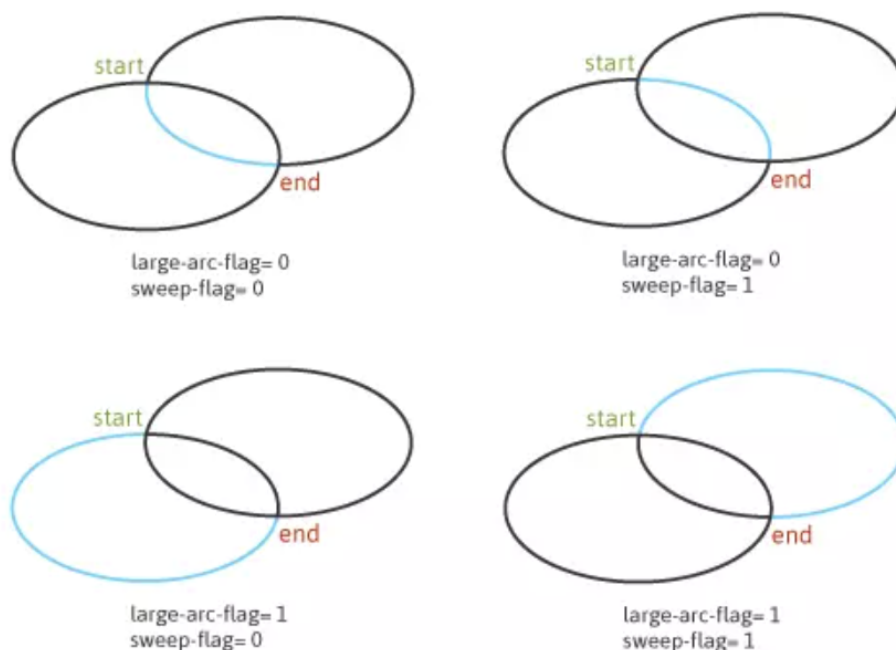 start
end
large-arc-flag= 0
sweep-flag= 0
start
end
large-arc-flag= 0
sweep-flag= 1
start
end
large-arc-flag= 1
sweep-flag= 0
start
end
large-arc-flag= 1
sweep-flag= 1